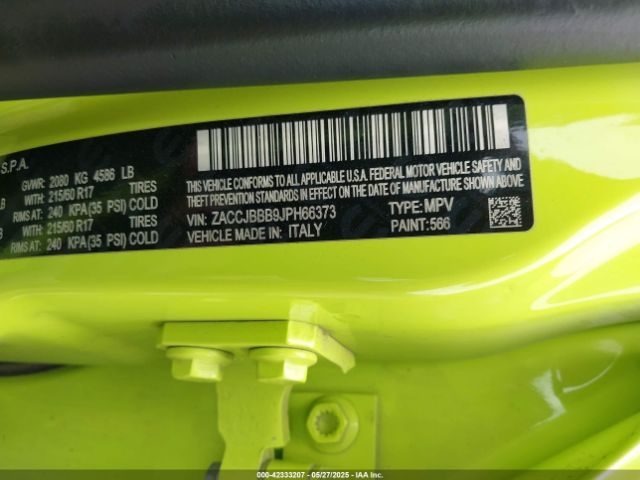 S.P.A.
GVWR: 2080 KG 4586 LB
WITH: 215/60 R17 TIRES
RIMS AT: 240 KPA(35 PSI) COLD
WITH: 215/60 R17 TIRES
RIMS AT: 240 KPA(35 PSI) COLD
THIS VEHICLE CONFORMS TO ALL APPLICABLE U.S.A. FEDERAL MOTOR VEHICLE SAFETY AND
THEFT PREVENTION STANDARDS IN EFFECT ON THE DATE OF MANUFACTURE SHOWN ABOVE.
VIN: ZACCJBBB9JPH66373 TYPE: MPV
VEHICLE MADE IN: ITALY PAINT:566
000-42333207 - 05/27/2025 - IAA Inc.